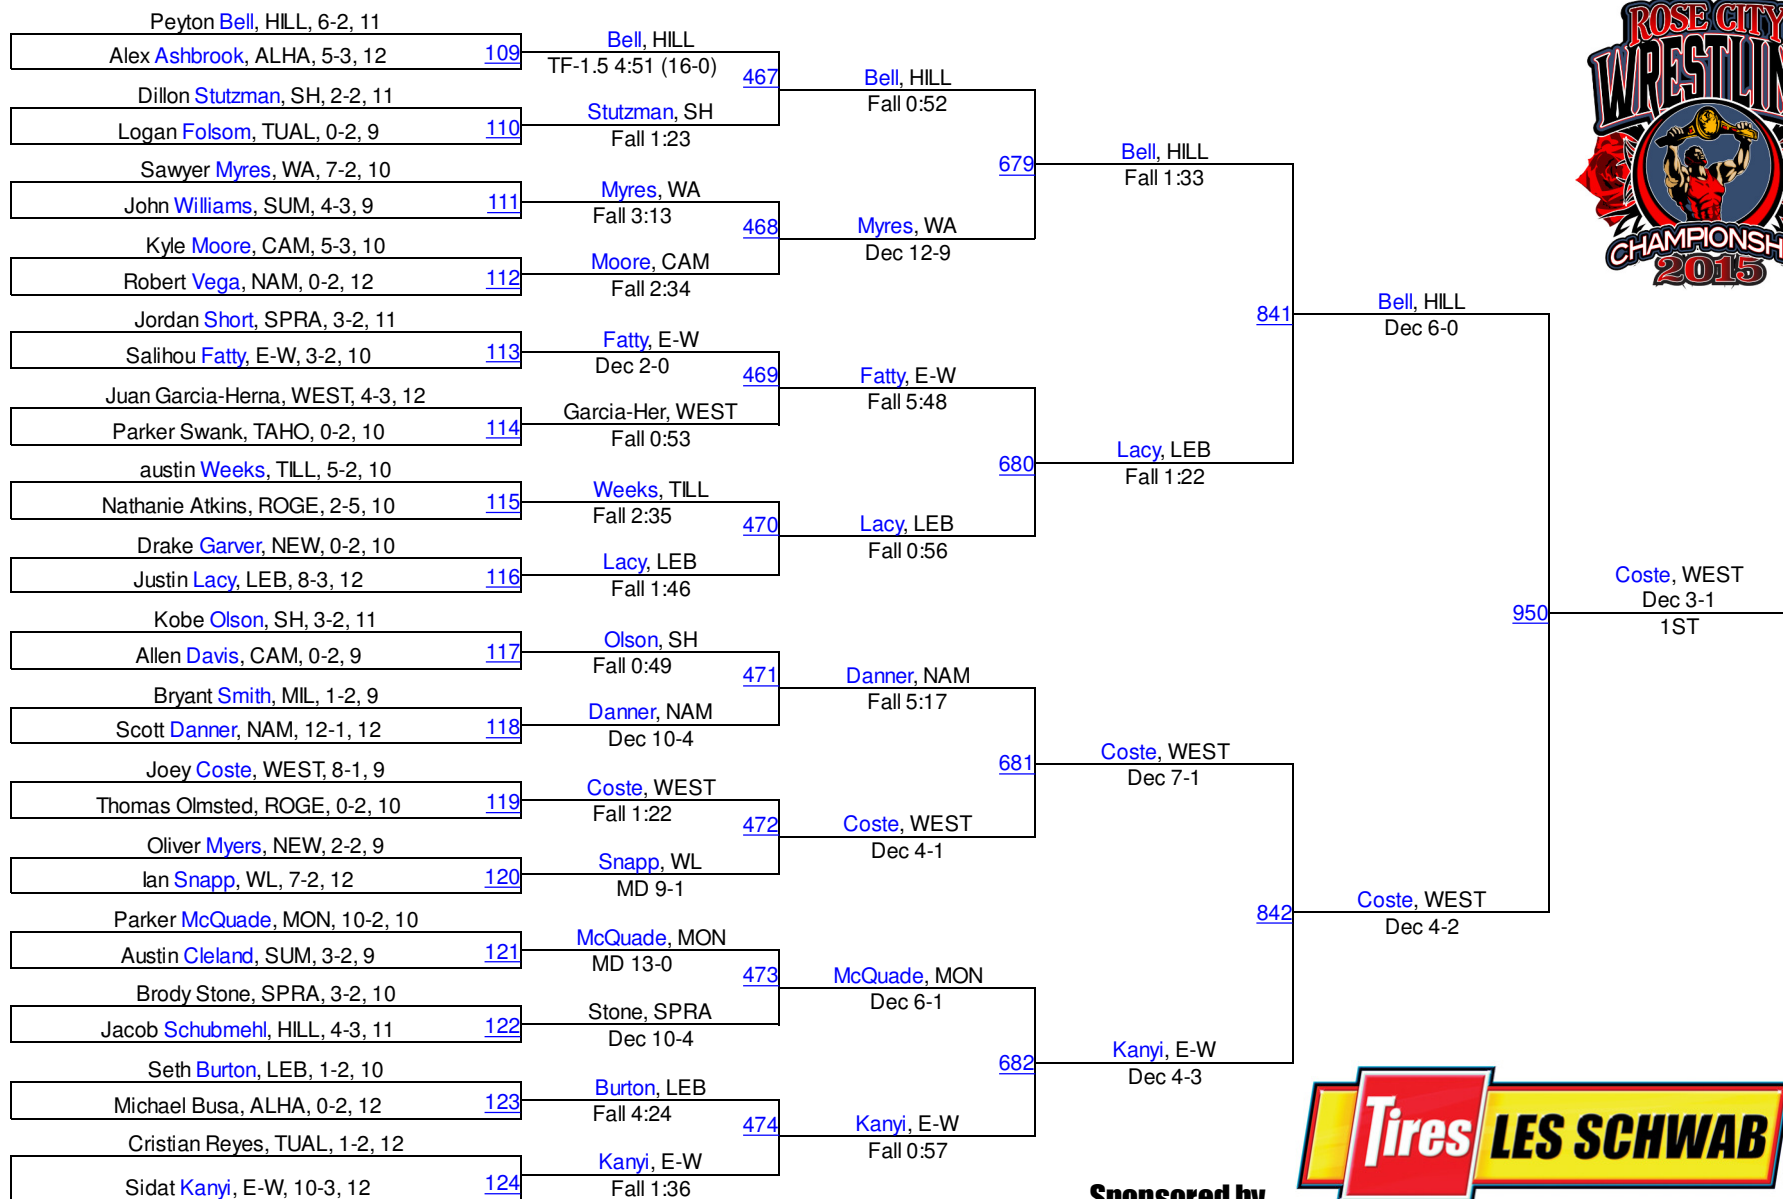 Peyton Bell, HILL, 6-2, 11
Alex Ashbrook, ALHA, 5-3, 12
109
Dillon Stutzman, SH, 2-2, 11
Logan Folsom, TUAL, 0-2, 9
110
Sawyer Myres, WA, 7-2, 10
John Williams, SUM, 4-3, 9
111
Kyle Moore, CAM, 5-3, 10
Robert Vega, NAM, 0-2, 12
112
Jordan Short, SPRA, 3-2, 11
Salihou Fatty, E-W, 3-2, 10
113
Juan Garcia-Herna, WEST, 4-3, 12
Parker Swank, TAHO, 0-2, 10
114
austin Weeks, TILL, 5-2, 10
Nathanie Atkins, ROGE, 2-5, 10
115
Drake Garver, NEW, 0-2, 10
Justin Lacy, LEB, 8-3, 12
116
Kobe Olson, SH, 3-2, 11
Allen Davis, CAM, 0-2, 9
117
Bryant Smith, MIL, 1-2, 9
Scott Danner, NAM, 12-1, 12
118
Joey Coste, WEST, 8-1, 9
Thomas Olmsted, ROGE, 0-2, 10
119
Oliver Myers, NEW, 2-2, 9
Ian Snapp, WL, 7-2, 12
120
Parker McQuade, MON, 10-2, 10
Austin Cleland, SUM, 3-2, 9
121
Brody Stone, SPRA, 3-2, 10
Jacob Schubmehl, HILL, 4-3, 11
122
Seth Burton, LEB, 1-2, 10
Michael Busa, ALHA, 0-2, 12
123
Cristian Reyes, TUAL, 1-2, 12
Sidat Kanyi, E-W, 10-3, 12
124
Bell, HILL
TF-1.5 4:51 (16-0)
467
Stutzman, SH
Fall 1:23
Myres, WA
Fall 3:13
468
Moore, CAM
Fall 2:34
Fatty, E-W
Dec 2-0
469
Garcia-Her, WEST
Fall 0:53
Weeks, TILL
Fall 2:35
470
Lacy, LEB
Fall 1:46
Olson, SH
Fall 0:49
471
Danner, NAM
Dec 10-4
Coste, WEST
Fall 1:22
472
Snapp, WL
MD 9-1
McQuade, MON
MD 13-0
473
Stone, SPRA
Dec 10-4
Burton, LEB
Fall 4:24
474
Kanyi, E-W
Fall 1:36
Bell, HILL
Fall 0:52
679
Myres, WA
Dec 12-9
Fatty, E-W
Fall 5:48
680
Lacy, LEB
Fall 0:56
Danner, NAM
Fall 5:17
681
Coste, WEST
Dec 4-1
McQuade, MON
Dec 6-1
682
Kanyi, E-W
Fall 0:57
Bell, HILL
Fall 1:33
841
Lacy, LEB
Fall 1:22
Coste, WEST
Dec 7-1
842
Kanyi, E-W
Dec 4-3
Bell, HILL
Dec 6-0
950
Coste, WEST
Dec 4-2
Coste, WEST
Dec 3-1
1ST
ROSE CITY
WRESTLIN
CHAMPIONSH
2015
Sponsored by
Tires LES SCHWAB